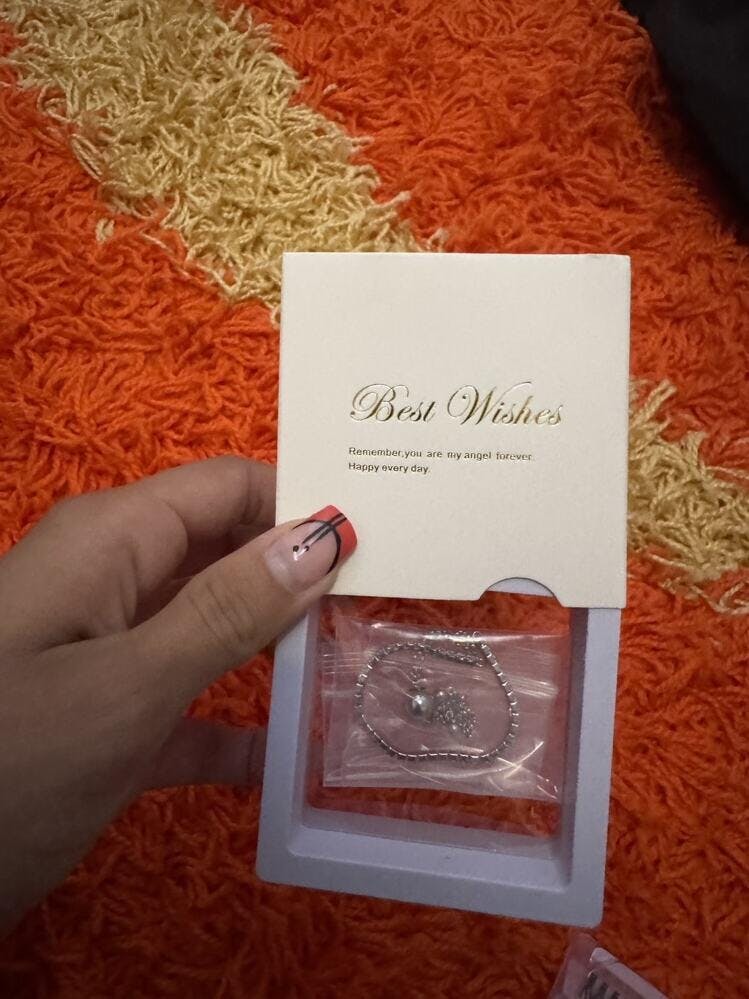 Best Wishes
Remember,you are my angel forever.
Happy every day.